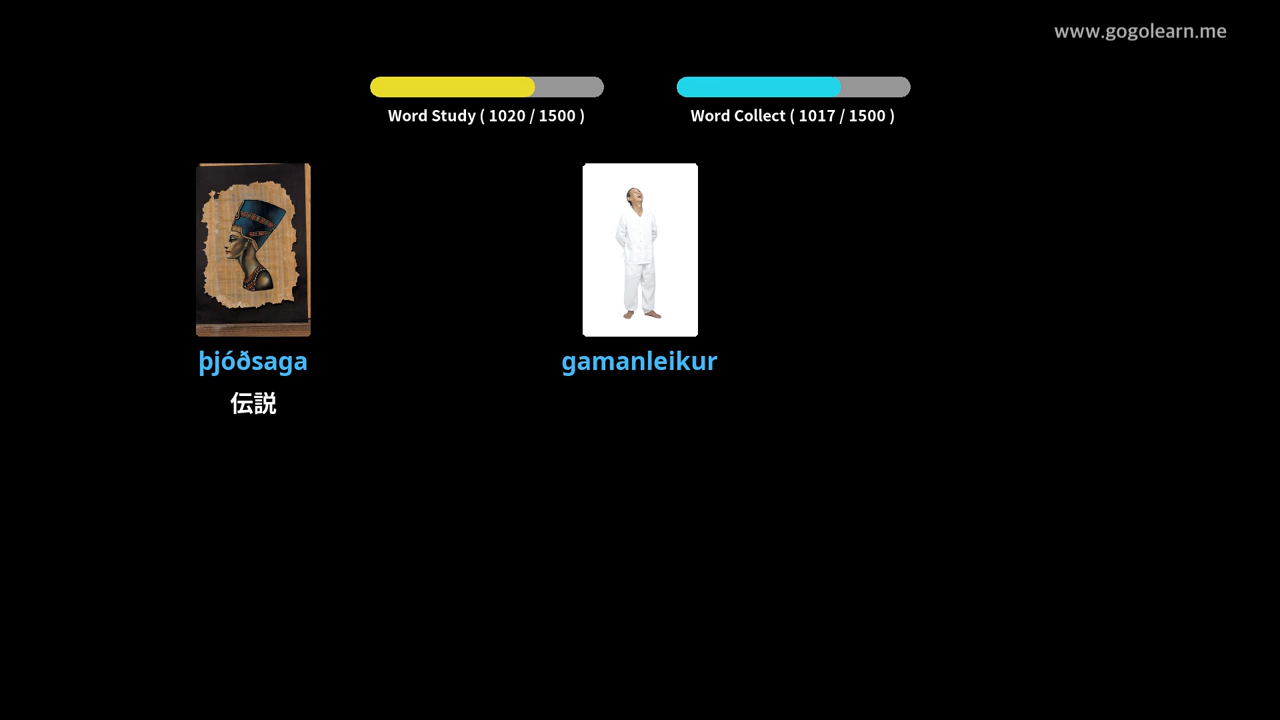 www.gogolearn.me
Word Study ( 1020 / 1500 )
Word Collect ( 1017 / 1500 )
þjóðsaga
gamanleikur
伝説